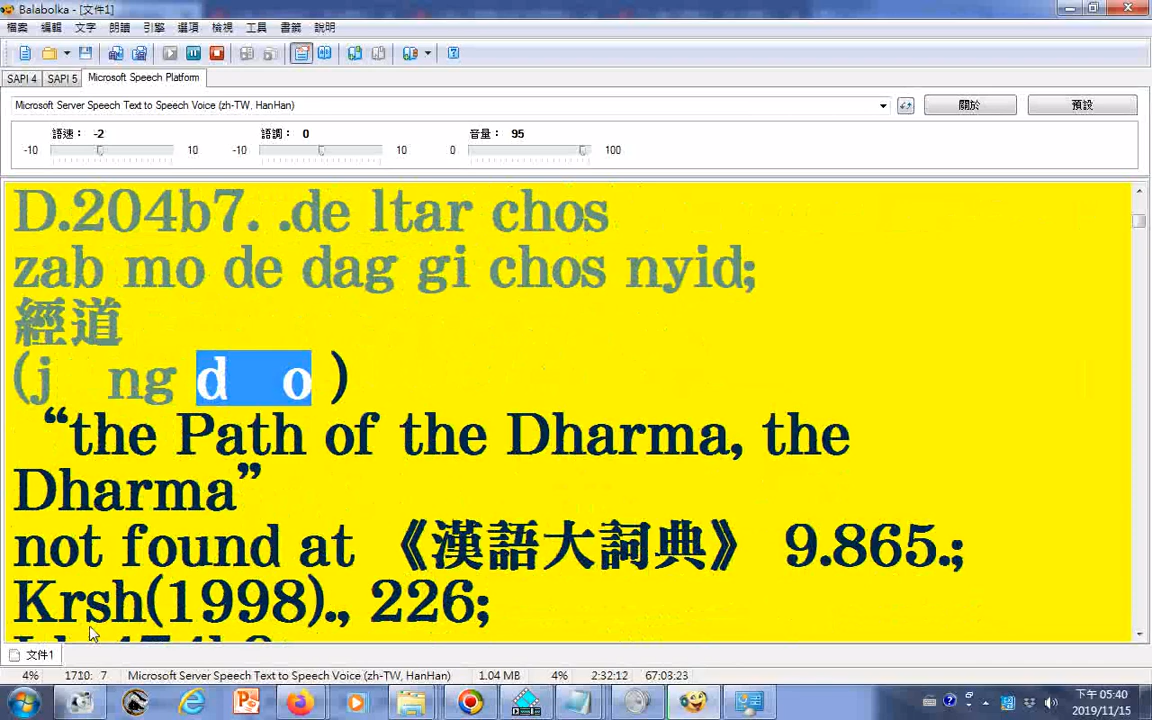 Balabolka - [文件1]
檔案 編輯 文字 朗讀 引擎 選項 檢視 工具 書籤 說明
SAPI 4 SAPI 5 Microsoft Speech Platform
Microsoft Server Speech Text to Speech Voice (zh-TW, HanHan) 關於 預設
語速： -2 語調： 0 音量： 95
-10 10 -10 10 0 100
D.204b7. .de ltar chos
zab mo de dag gi chos nyid;
經道
(j ng d o )
“the Path of the Dharma, the
Dharma”
not found at 《漢語大詞典》 9.865.;
Krsh(1998)., 226;
文件1
4% 1710: 7 Microsoft Server Speech Text to Speech Voice (zh-TW, HanHan) 1.04 MB 4% 2:32:12 67:03:23
下午 05:40
2019/11/15